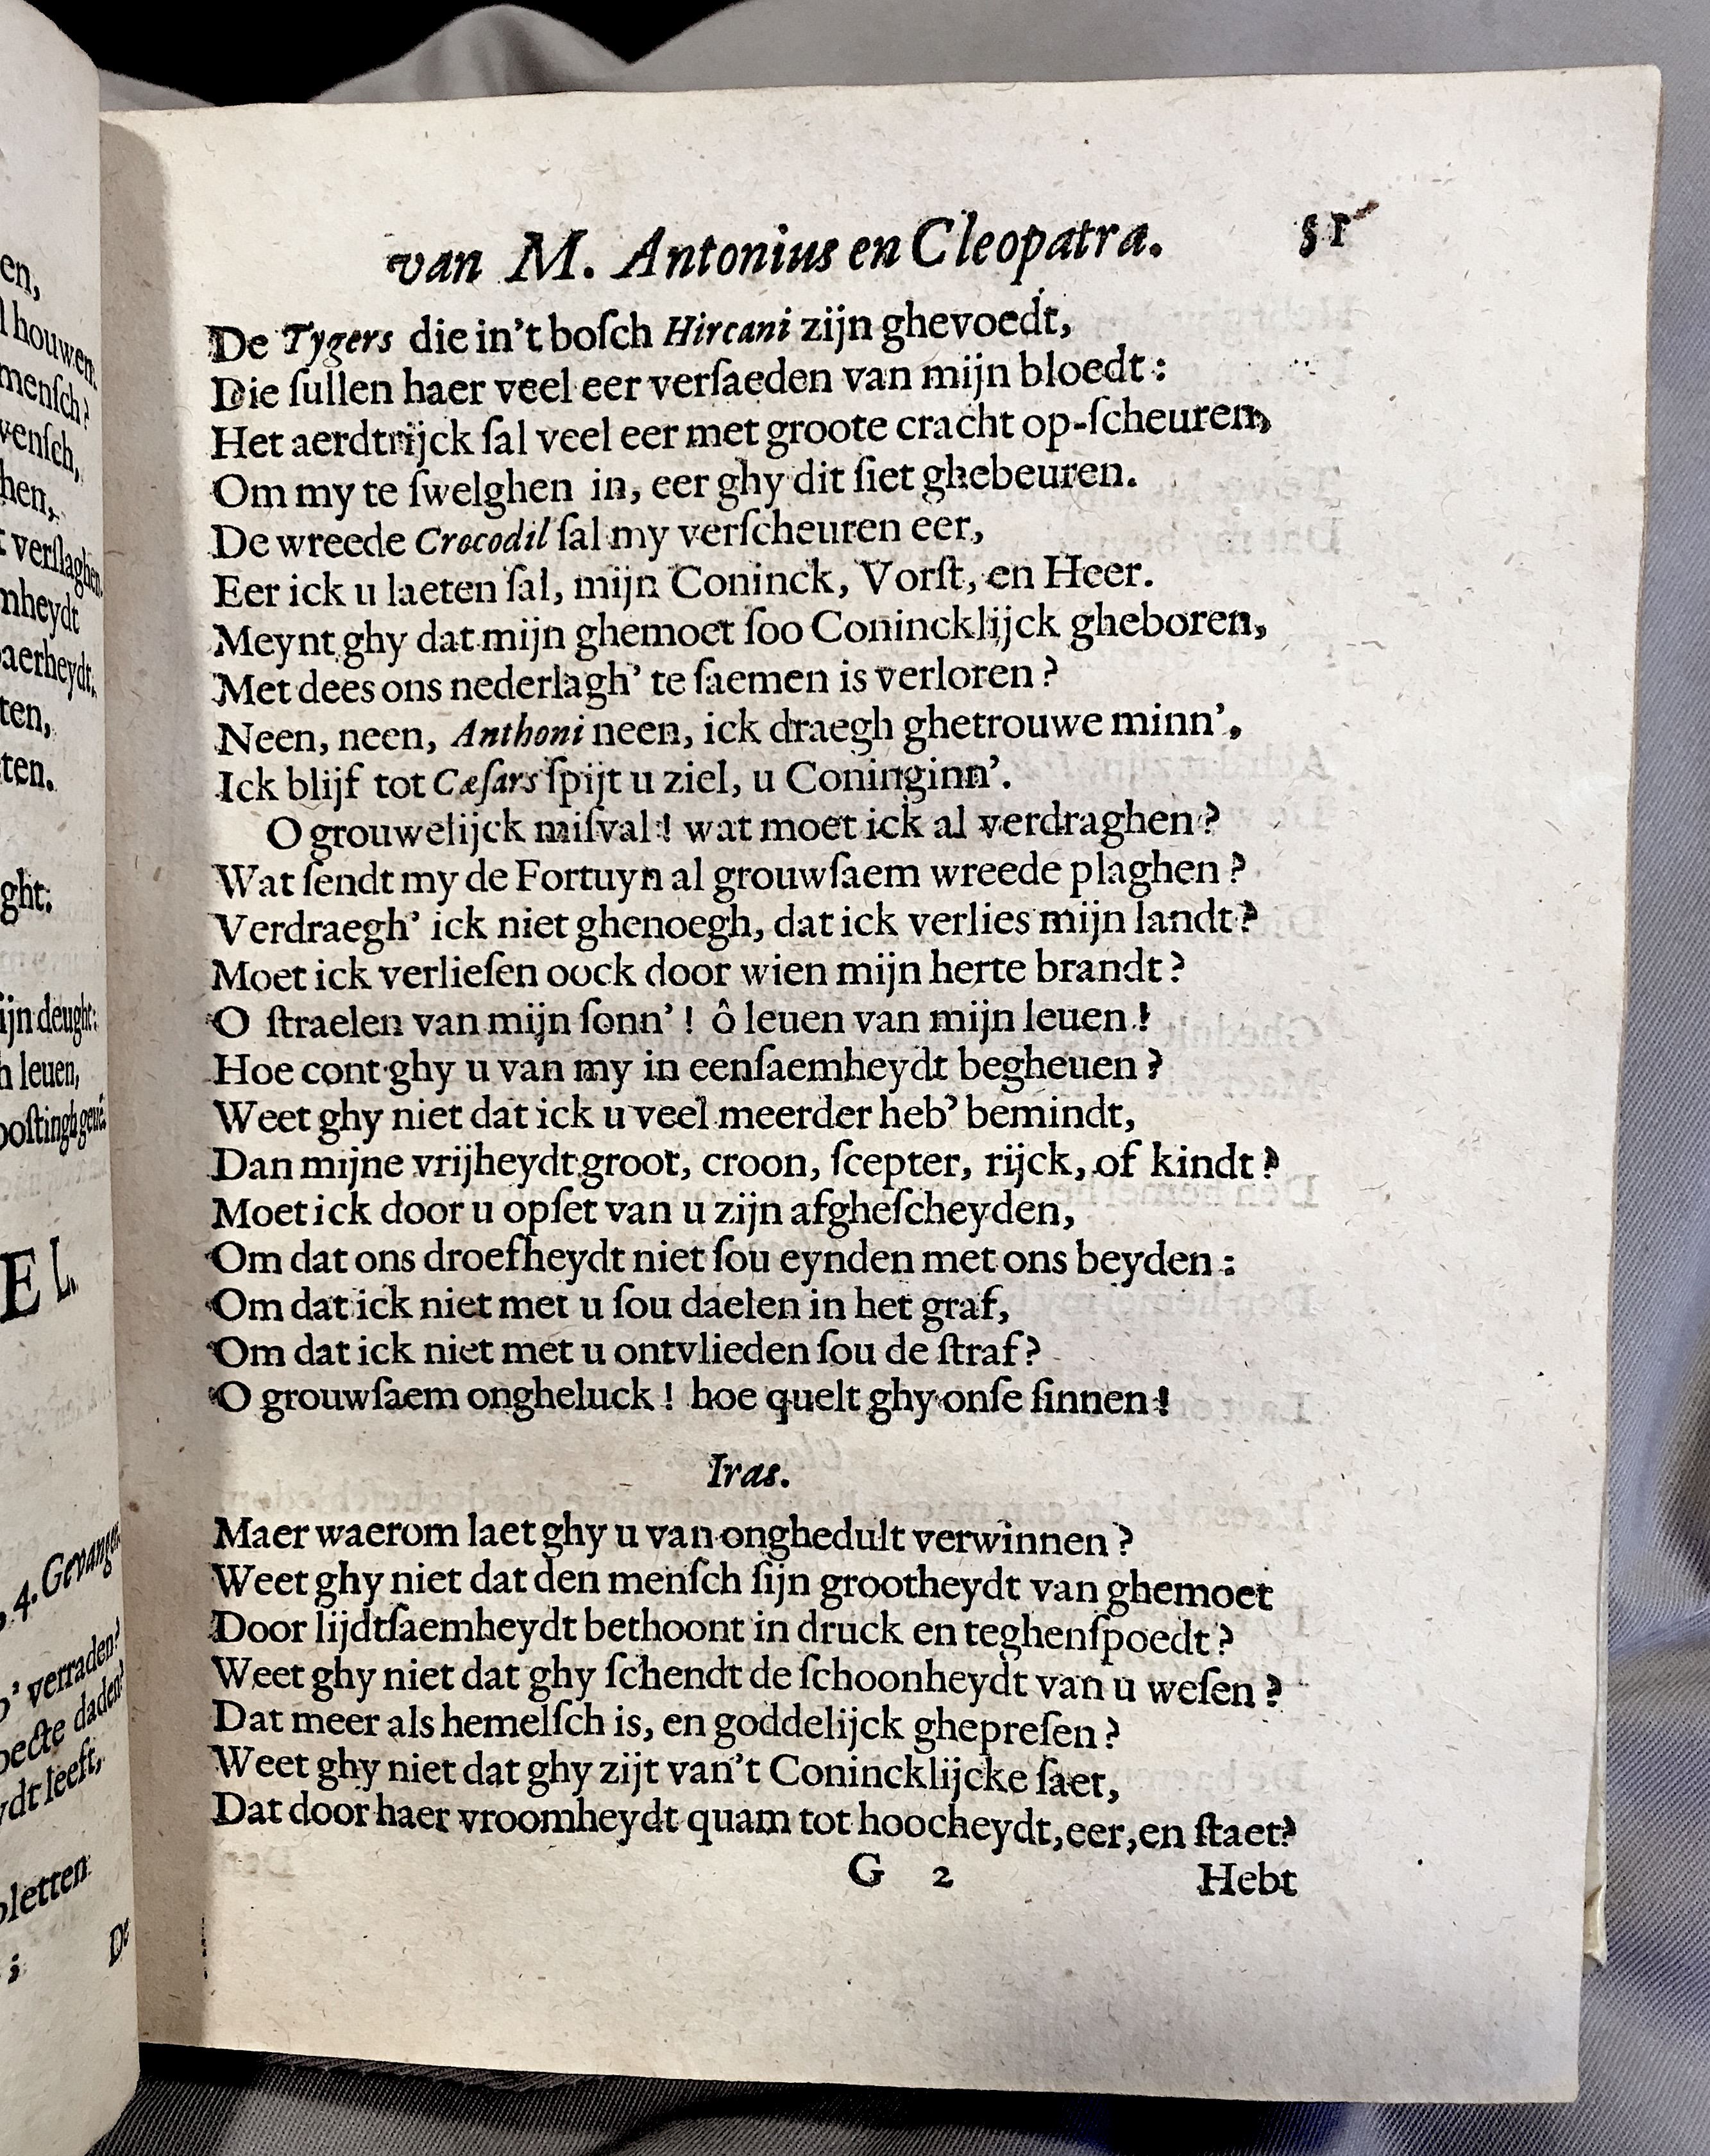 van M. Antonius en Cleopatra. 51
De Tygers die in't boſch Hircani zijn ghevoedt,
Die ſullen haer veel eer verſaeden van mijn bloedt:
Het aerdtrijck ſal veel eer met groote cracht op-ſcheuren,
Om my te ſwelghen in, eer ghy dit ſiet ghebeuren.
De wreede Crocodil ſal my verſcheuren eer,
Eer ick u laeten ſal, mijn Coninck, Vorſt, en Heer.
Meynt ghy dat mijn ghemoet ſoo Conincklijck gheboren,
Met dees ons nederlagh' te ſaemen is verloren?
Neen, neen, Anthoni neen, ick draegh ghetrouwe minn',
Ick blijf tot Cæſars ſpijt u ziel, u Coninginn'.
O grouwelijck miſval! wat moet ick al verdraghen?
Wat ſendt my de Fortuyn al grouwſaem wreede plaghen?
Verdraegh' ick niet ghenoegh, dat ick verlies mijn landt?
Moet ick verlieſen oock door wien mijn herte brandt?
O ſtraelen van mijn ſonn'! ô leuen van mijn leuen!
Hoe cont ghy u van my in eenſaemheydt begheuen?
Weet ghy niet dat ick u veel meerder heb' bemindt,
Dan mijne vrijheydt groot, croon, ſcepter, rijck, of kindt?
Moet ick door u opſet van u zijn afgheſcheyden,
Om dat ons droefheydt niet ſou eynden met ons beyden:
Om dat ick niet met u ſou daelen in het graf,
Om dat ick niet met u ontvlieden ſou de ſtraf?
O grouwſaem ongheluck! hoe quelt ghy onſe ſinnen!
Iras.
Maer waerom laet ghy u van onghedult verwinnen?
Weet ghy niet dat den menſch ſijn grootheydt van ghemoet
Door lijdtſaemheydt bethoont in druck en teghenſpoedt?
Weet ghy niet dat ghy ſchendt de ſchoonheydt van u weſen?
Dat meer als hemelſch is, en goddelijck ghepreſen?
Weet ghy niet dat ghy zijt van't Conincklijcke ſaet,
Dat door haer vroomheydt quam tot hoocheydt, eer, en ſtaet?
G 2 Hebt